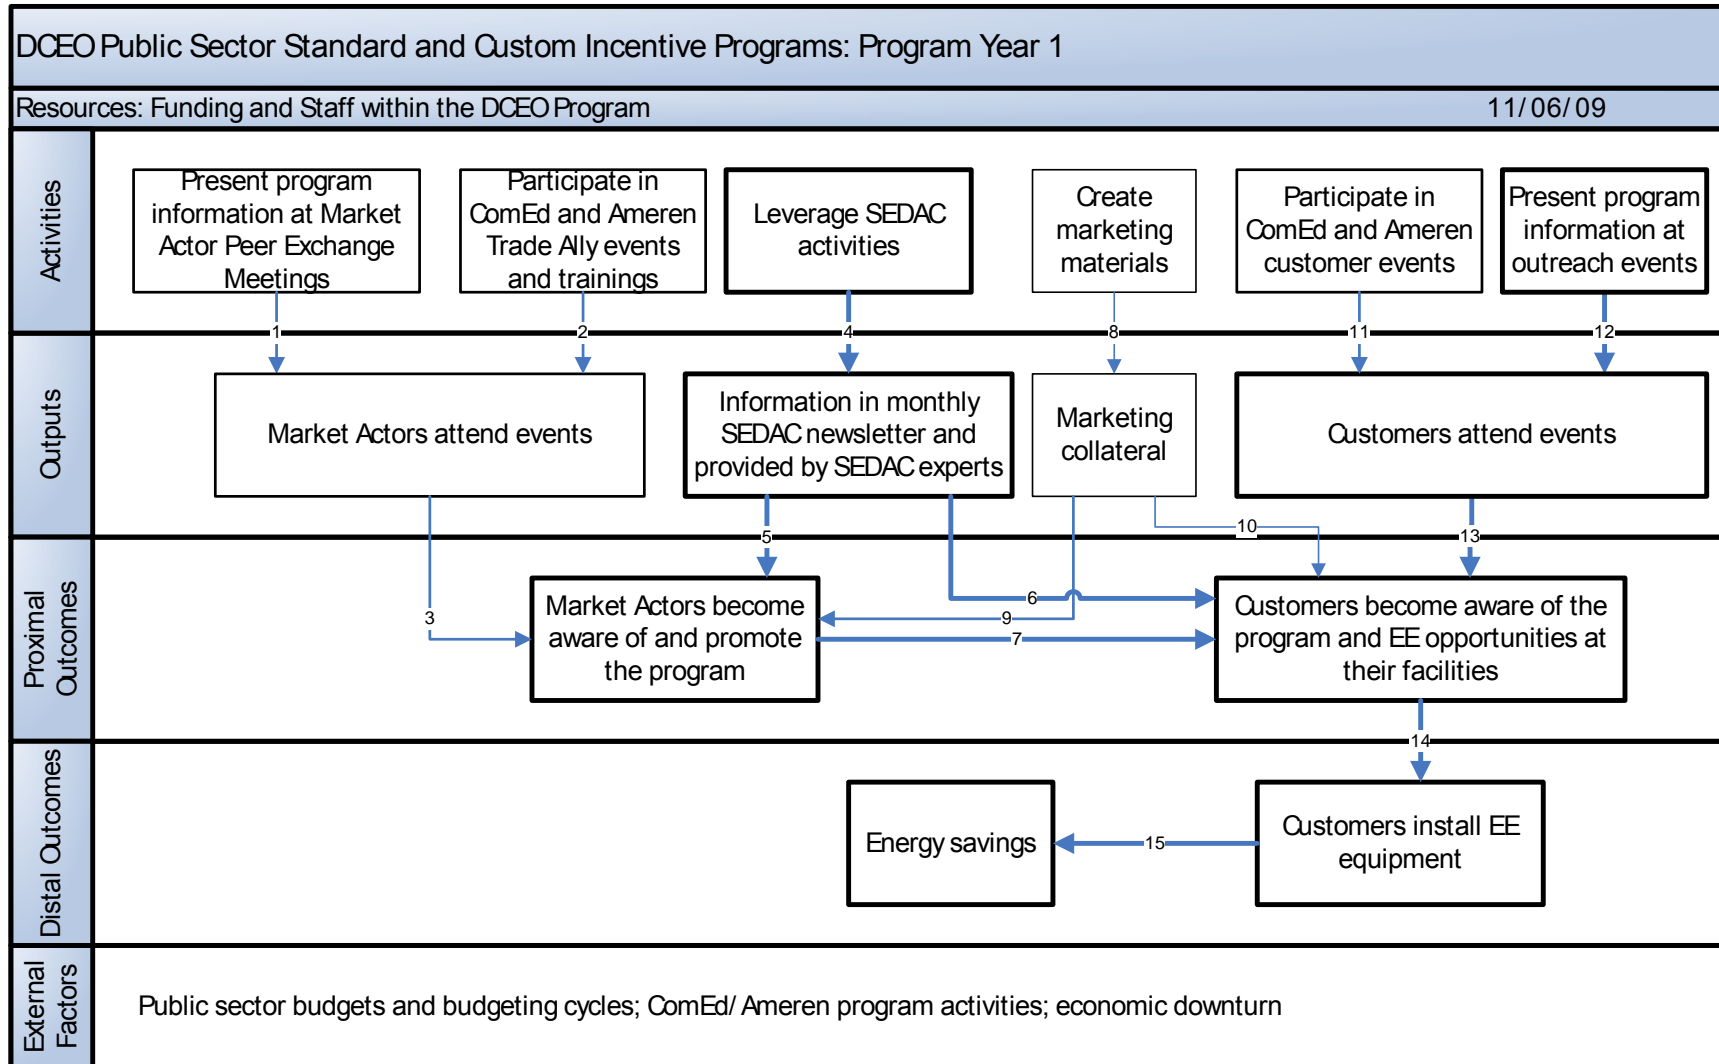 DCEO Public Sector Standard and Custom Incentive Programs: Program Year 1
Resources: Funding and Staff within the DCEO Program
11/06/09
Activities
Present program
information at Market
Actor Peer Exchange
Meetings
Participate in
ComEd and Ameren
Trade Ally events
and trainings
Leverage SEDAC
activities
Create
marketing
materials
Participate in
ComEd and Ameren
customer events
Present program
information at
outreach events
1
2
4
8
11
12
Outputs
Market Actors attend events
Information in monthly
SEDAC newsletter and
provided by SEDAC experts
Marketing
collateral
Customers attend events
10
5
13
Proximal
Outcomes
Market Actors become
aware of and promote
the program
Customers become aware of the
program and EE opportunities at
their facilities
6
3
9
7
14
Distal Outcomes
Energy savings
15
Customers install EE
equipment
External
Factors
Public sector budgets and budgeting cycles; ComEd/Ameren program activities; economic downturn